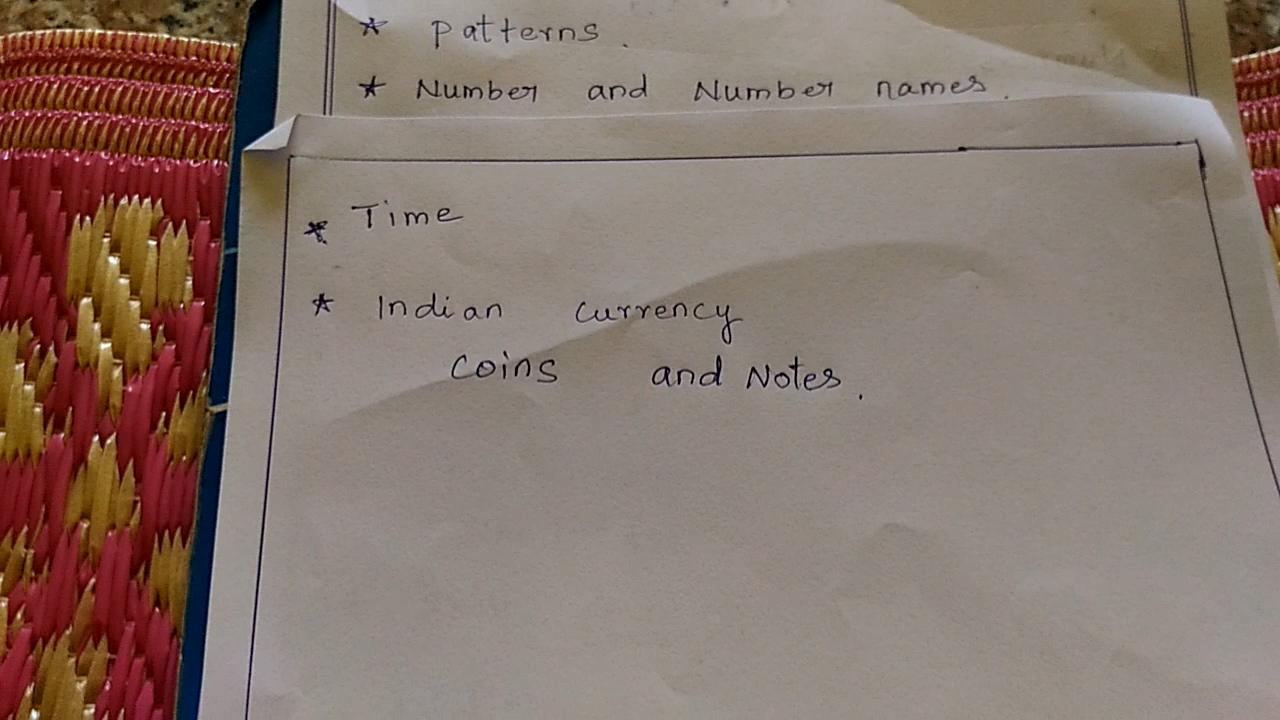 * Patterns.
* Number and Number names.
* Time
* Indian currency
coins and Notes.